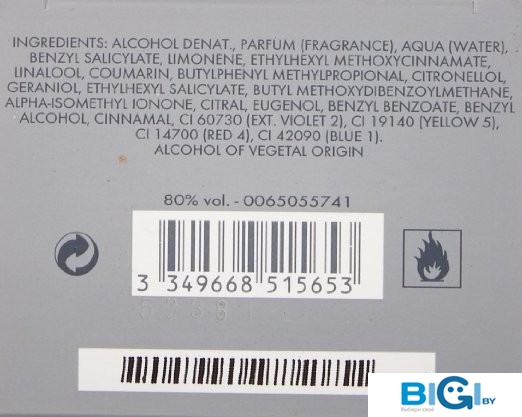 INGREDIENTS: ALCOHOL DENAT., PARFUM (FRAGRANCE), AQUA (WATER),
BENZYL SALICYLATE, LIMONENE, ETHYLHEXYL METHOXYCINNAMATE,
LINALOOL, COUMARIN, BUTYLPHENYL METHYLPROPIONAL, CITRONELLOL,
GERANIOL, ETHYLHEXYL SALICYLATE, BUTYL METHOXYDIBENZOYLMETHANE,
ALPHA-ISOMETHYL IONONE, CITRAL, EUGENOL, BENZYL BENZOATE, BENZYL
ALCOHOL, CINNAMAL, CI 60730 (EXT. VIOLET 2), CI 19140 (YELLOW 5),
CI 14700 (RED 4), CI 42090 (BLUE 1).
ALCOHOL OF VEGETAL ORIGIN
80% vol. - 0065055741
3 349668 515653
BIGI.BY
Выбери своё